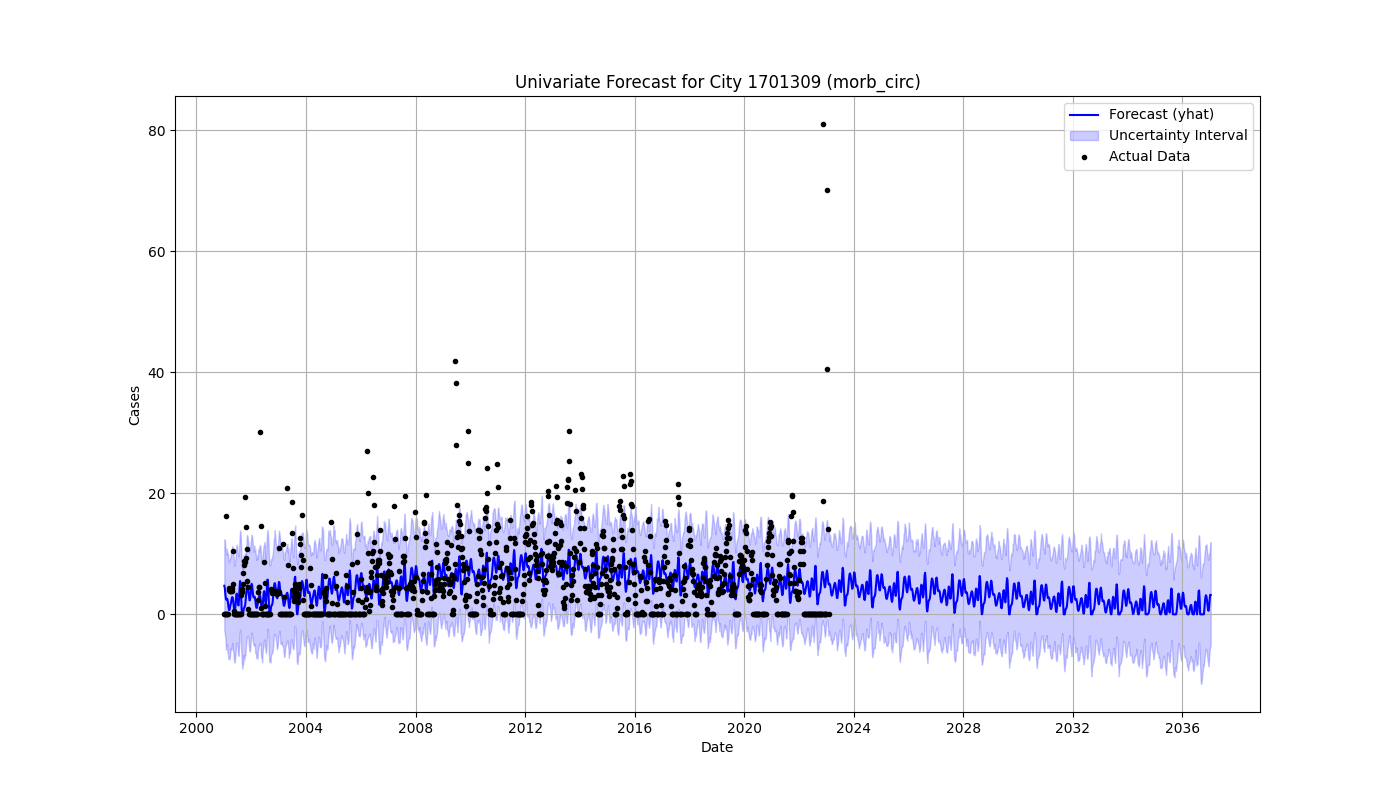 Univariate Forecast for City 1701309 (morb_circ)
Forecast (yhat)
Uncertainty Interval
Actual Data
Cases
80
60
40
20
0
2000 2004 2008 2012 2016 2020 2024 2028 2032 2036
Date